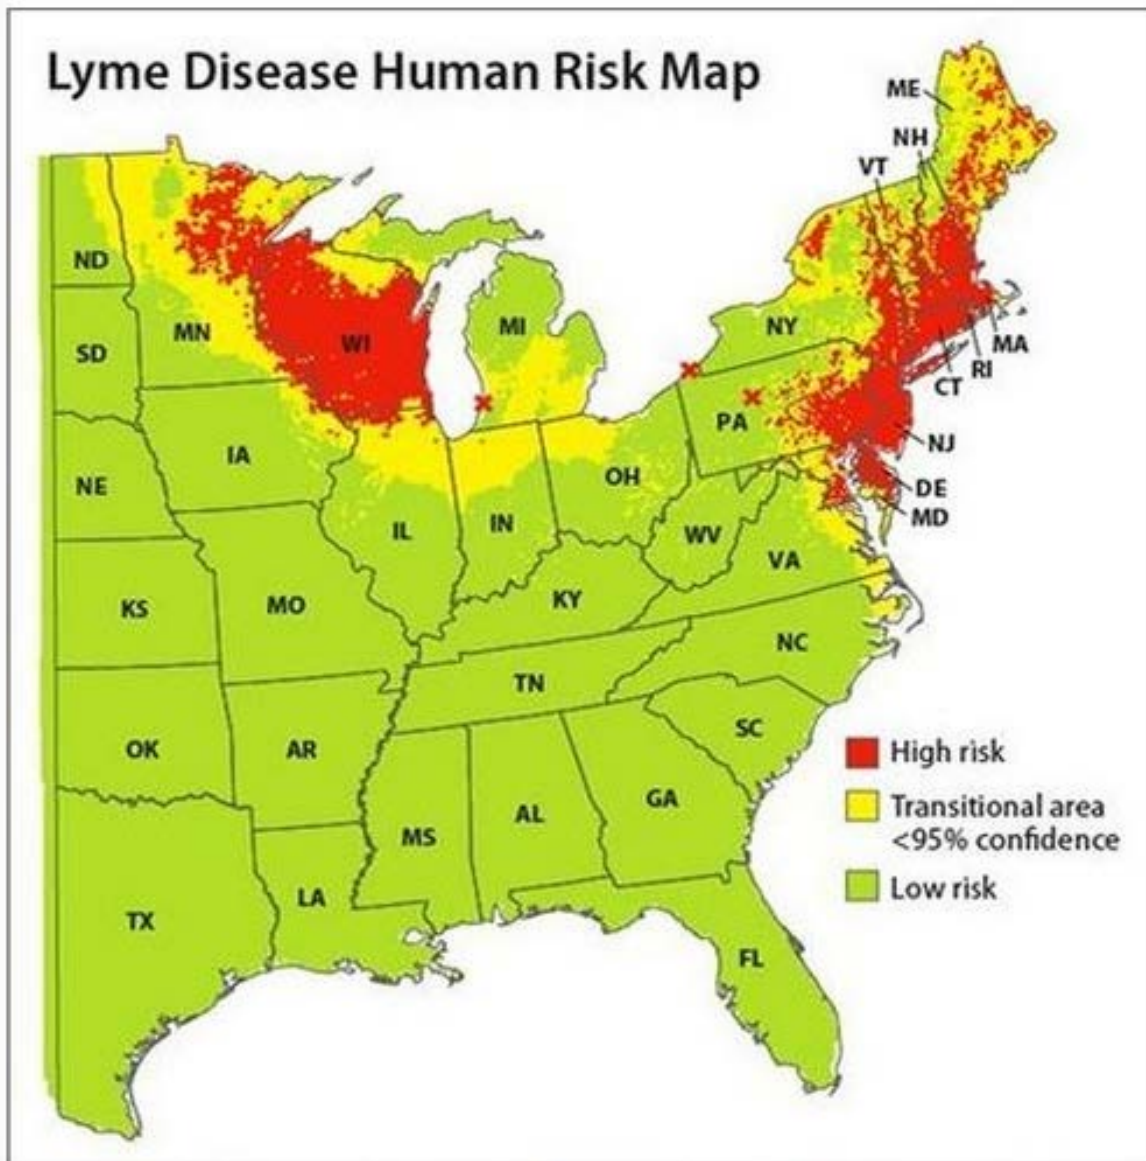 Lyme Disease Human Risk Map
ME
NH
VT
ND
MN
WI
MI
NY
SD
MA
RI
CT
PA
NJ
IA
NE
OH
DE
MD
IL
IN
WV
VA
KS
MO
KY
NC
TN
SC
OK
AR
High risk
GA
Transitional area
<95% confidence
AL
MS
Low risk
LA
TX
FL